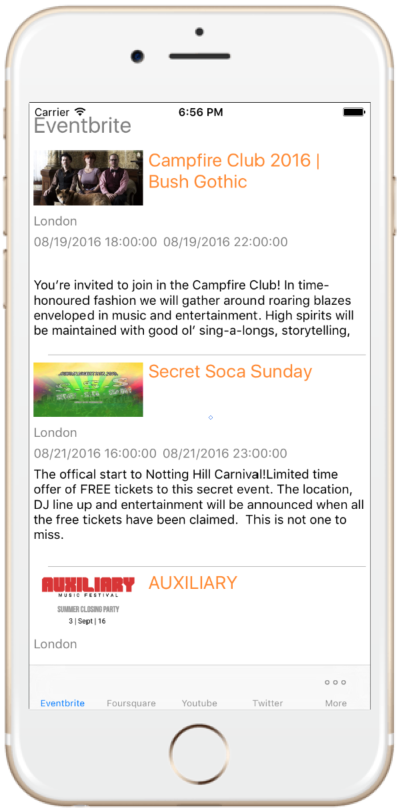 Carrier 6:56 PM
Eventbrite
Campfire Club 2016 |
Bush Gothic
London
08/19/2016 18:00:00 08/19/2016 22:00:00
You're invited to join in the Campfire Club! In time-
honoured fashion we will gather around roaring blazes
enveloped in music and entertainment. High spirits will
be maintained with good ol' sing-a-longs, storytelling,
Secret Soca Sunday
London
08/21/2016 16:00:00 08/21/2016 23:00:00
The offical start to Notting Hill Carnival!Limited time
offer of FREE tickets to this secret event. The location,
DJ line up and entertainment will be announced when all
the free tickets have been claimed. This is not one to
miss.
AUXILIARY
MUSIC FESTIVAL
SUMMER CLOSING PARTY
3 | Sept | 16
AUXILIARY
London
Eventbrite Foursquare Youtube Twitter More